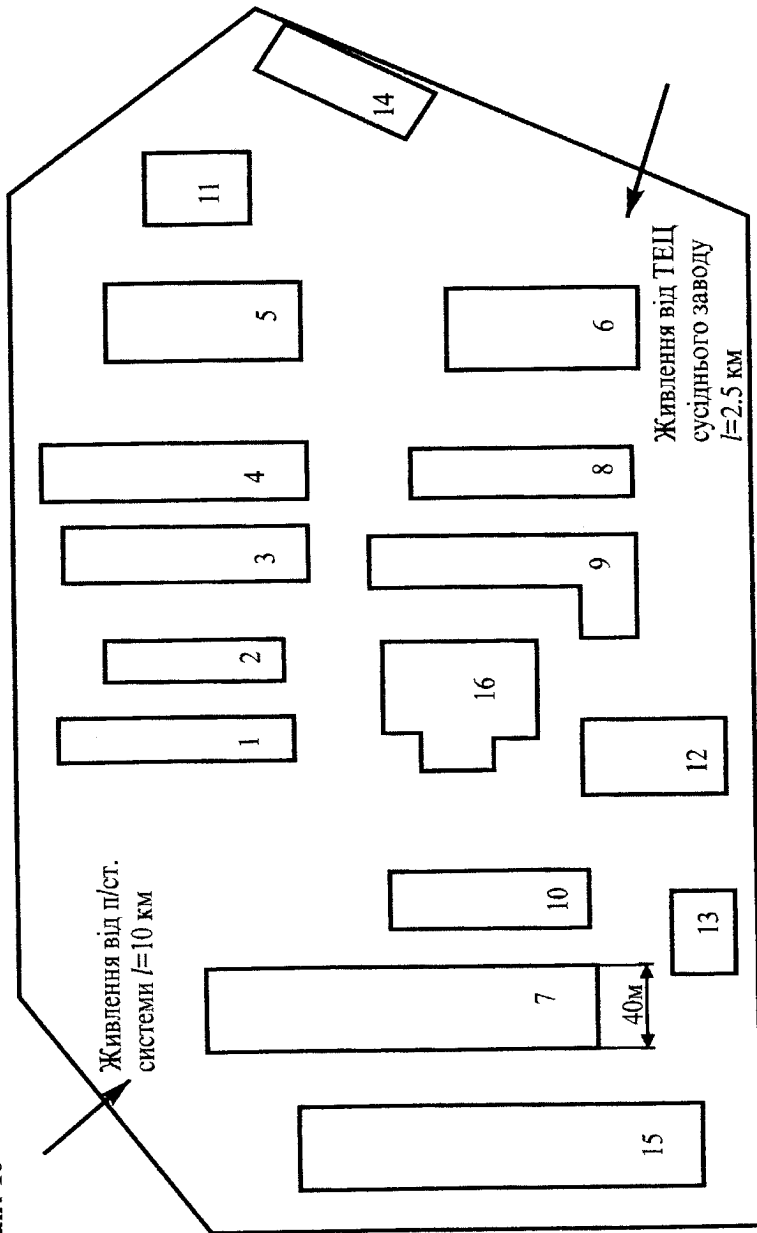 Живлення від п/ст.
системи l=10 км
14
11
5
4
3
2
1
6
8
9
16
12
10
13
7
40м
15
Живлення від ТЕЦ
сусіднього заводу
l=2.5 км